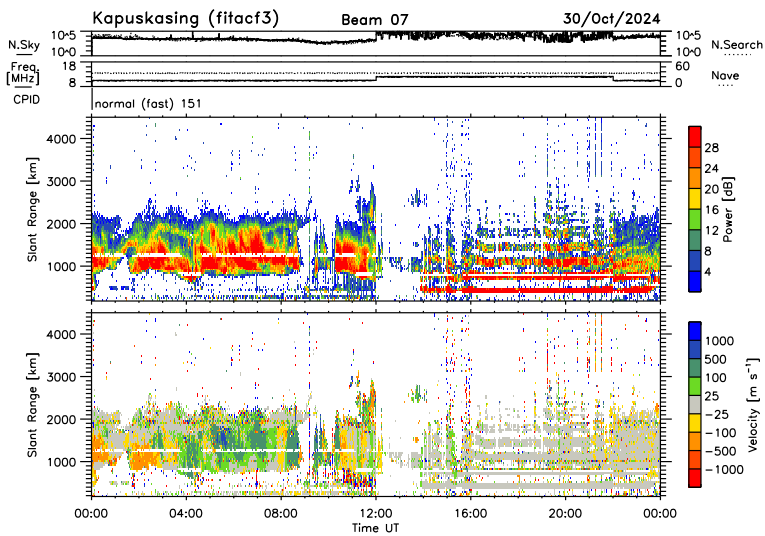 Kapuskasing (fitacf3) Beam 07 30/Oct/2024
N.Sky 10^5 10^0 10^5 10^0 N.Search
Freq. [MHz] 18 8 60 0 Nave
CPID normal (fast) 151
Slant Range [km] 4000 3000 2000 1000
Power [dB] 28 24 20 16 12 8 4
Slant Range [km] 4000 3000 2000 1000
Velocity [m s⁻¹] 1000 500 100 25 −25 −100 −500 −1000
00:00 04:00 08:00 12:00 16:00 20:00 00:00
Time UT